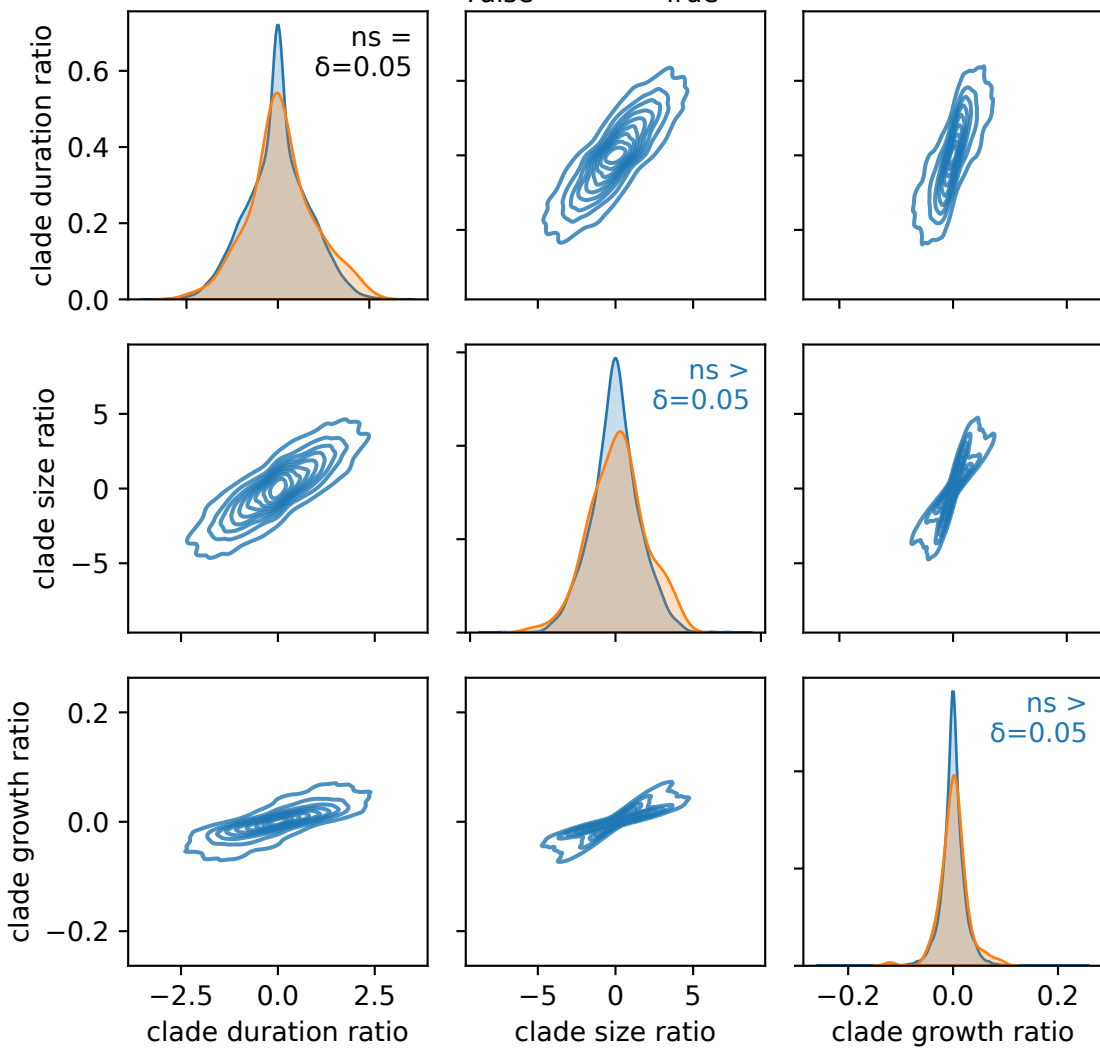 clade duration ratio
0.6
0.4
0.2
0.0
ns =
δ=0.05
clade size ratio
5
0
−5
ns >
δ=0.05
clade growth ratio
0.2
0.0
−0.2
ns >
δ=0.05
−2.5 0.0 2.5
−5 0 5
−0.2 0.0 0.2
clade duration ratio
clade size ratio
clade growth ratio